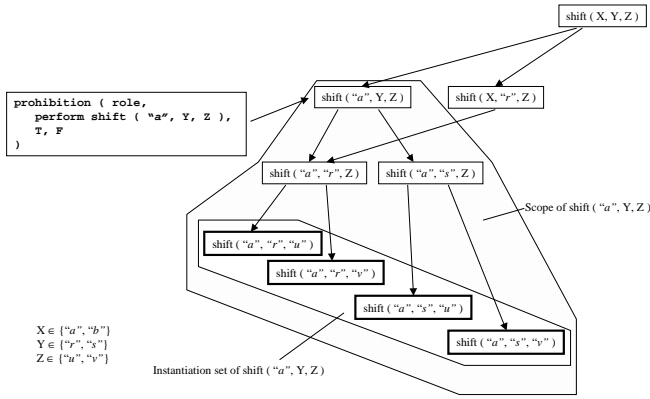 shift ( X, Y, Z )
shift ( “a”, Y, Z )
shift ( X, “r”, Z )
prohibition ( role,
perform shift ( “a”, Y, Z ),
T, F
)
shift ( “a”, “r”, Z )
shift ( “a”, “s”, Z )
Scope of shift ( “a”, Y, Z )
shift ( “a”, “r”, “u” )
shift ( “a”, “r”, “v” )
shift ( “a”, “s”, “u” )
shift ( “a”, “s”, “v” )
X ∈ {“a”, “b”}
Y ∈ {“r”, “s”}
Z ∈ {“u”, “v”}
Instantiation set of shift ( “a”, Y, Z )